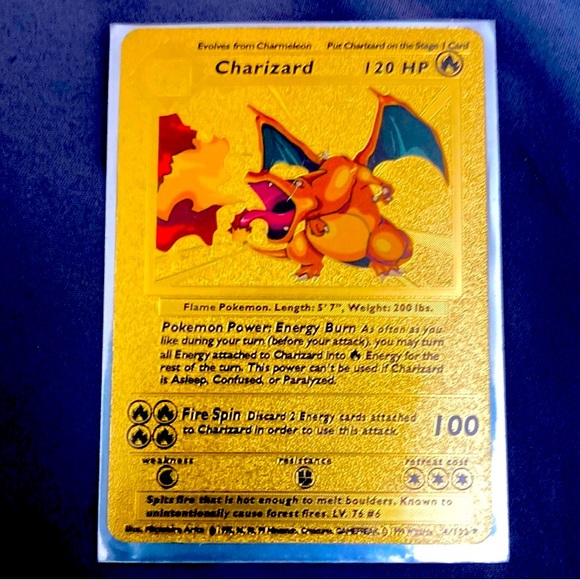 Evolves from Charmeleon Put Charizard on the Stage 1 Card
Charizard 120 HP
Flame Pokemon. Length: 5' 7", Weight: 200 lbs.
Pokemon Power: Energy Burn As often as you
like during your turn (before your attack), you may turn
all Energy attached to Charizard into Energy for the
rest of the turn. This power can't be used if Charizard
is Asleep, Confused, or Paralyzed.
Fire Spin Discard 2 Energy cards attached
to Charizard in order to use this attack. 100
weakness resistance retreat cost
Spits fire that is hot enough to melt boulders. Known to
unintentionally cause forest fires. LV. 76 #6
Illus. Arita 4/102